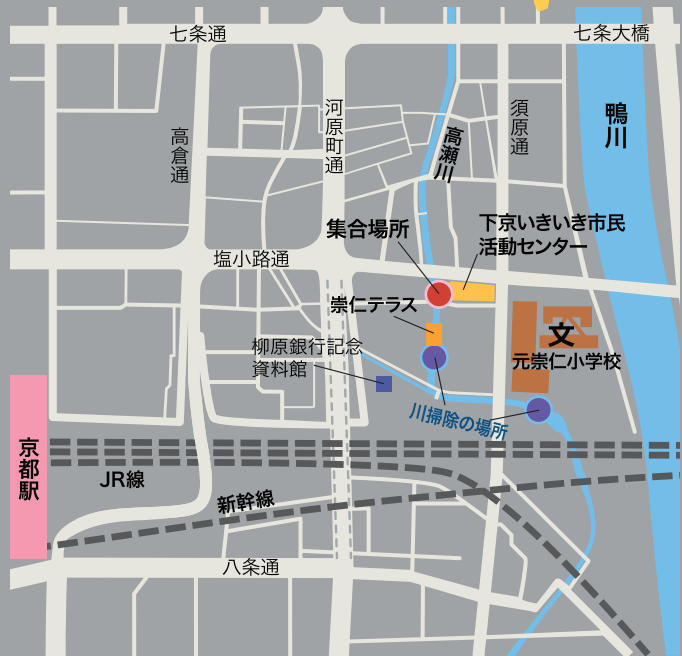 七条通
七条大橋
高倉通
河原町通
須原通
鴨川
高瀬川
集合場所
下京いきいき市民
活動センター
塩小路通
崇仁テラス
文
柳原銀行記念
資料館
元崇仁小学校
川掃除の場所
京都駅
JR線
新幹線
八条通